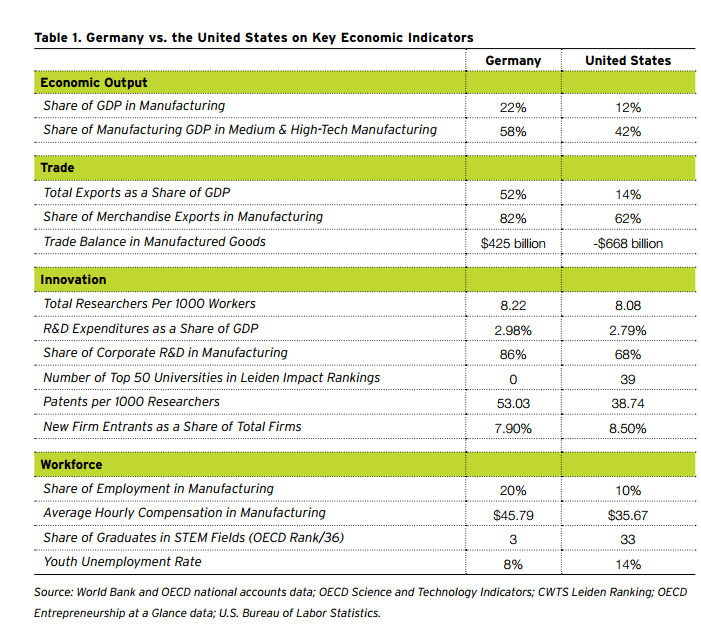 Table 1. Germany vs. the United States on Key Economic Indicators
Germany United States
Economic Output
Share of GDP in Manufacturing 22% 12%
Share of Manufacturing GDP in Medium & High-Tech Manufacturing 58% 42%
Trade
Total Exports as a Share of GDP 52% 14%
Share of Merchandise Exports in Manufacturing 82% 62%
Trade Balance in Manufactured Goods $425 billion -$668 billion
Innovation
Total Researchers Per 1000 Workers 8.22 8.08
R&D Expenditures as a Share of GDP 2.98% 2.79%
Share of Corporate R&D in Manufacturing 86% 68%
Number of Top 50 Universities in Leiden Impact Rankings 0 39
Patents per 1000 Researchers 53.03 38.74
New Firm Entrants as a Share of Total Firms 7.90% 8.50%
Workforce
Share of Employment in Manufacturing 20% 10%
Average Hourly Compensation in Manufacturing $45.79 $35.67
Share of Graduates in STEM Fields (OECD Rank/36) 3 33
Youth Unemployment Rate 8% 14%
Source: World Bank and OECD national accounts data; OECD Science and Technology Indicators; CWTS Leiden Ranking; OECD
Entrepreneurship at a Glance data; U.S. Bureau of Labor Statistics.